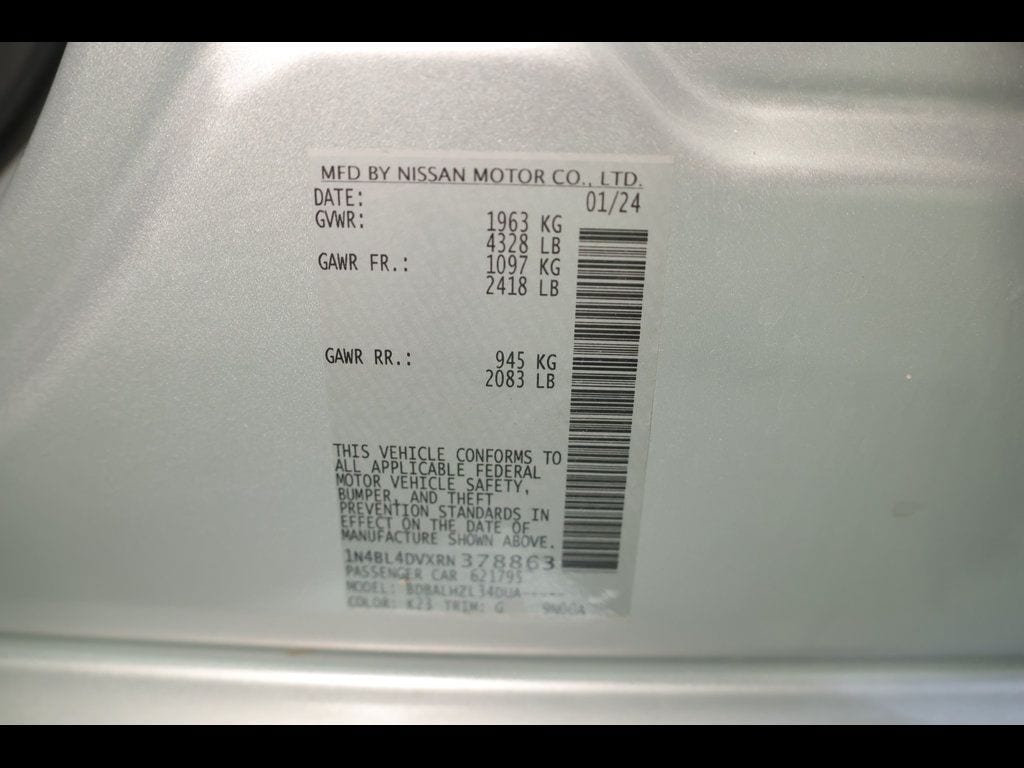 MFD BY NISSAN MOTOR CO., LTD.
DATE: 01/24
GVWR: 1963 KG
4328 LB
GAWR FR.: 1097 KG
2418 LB
GAWR RR.: 945 KG
2083 LB
THIS VEHICLE CONFORMS TO
ALL APPLICABLE FEDERAL
MOTOR VEHICLE SAFETY,
BUMPER, AND THEFT
PREVENTION STANDARDS IN
EFFECT ON THE DATE OF
MANUFACTURE SHOWN ABOVE.
1N4BL4DVXRN378863
PASSENGER CAR 621795
MODEL:
COLOR: K23 TRIM: G